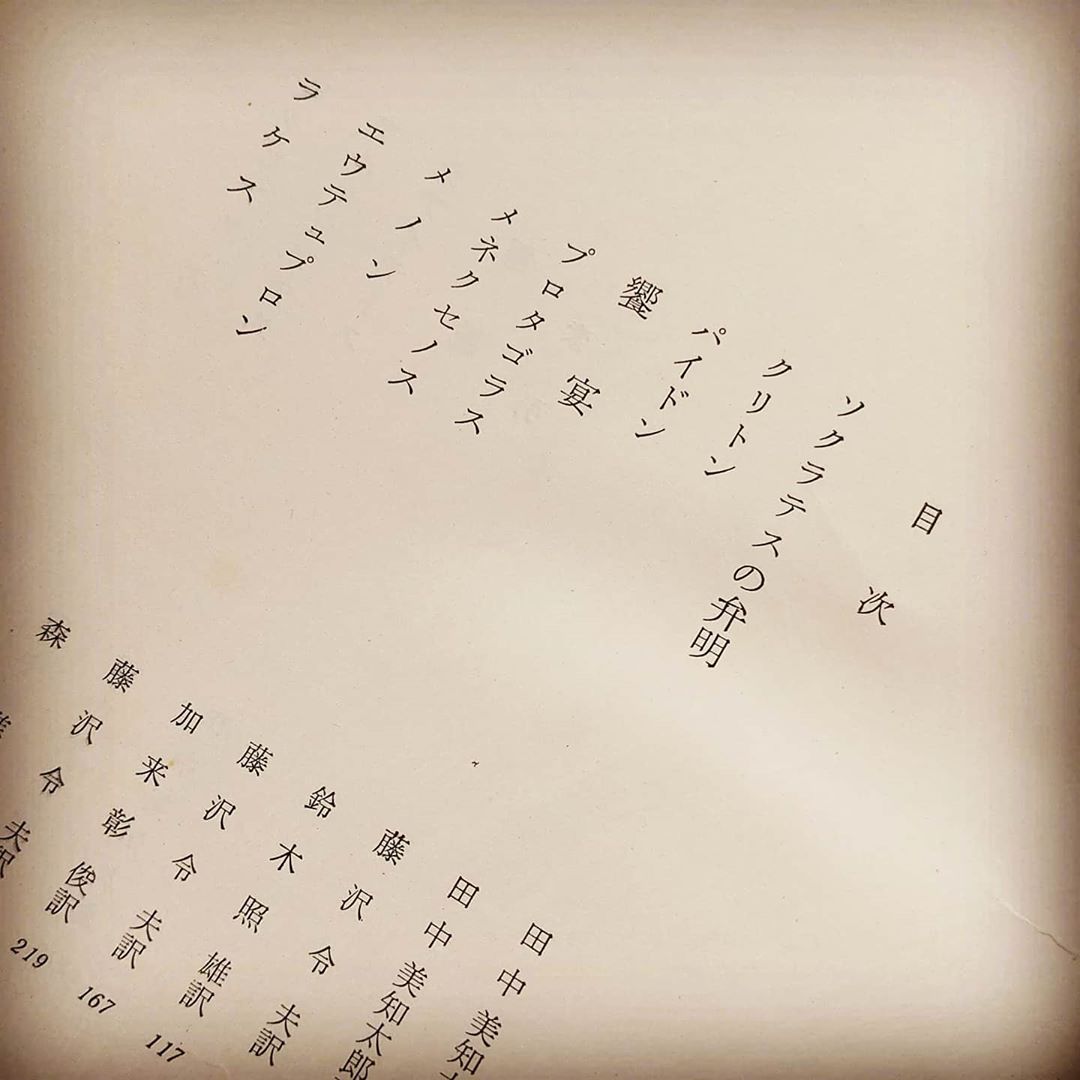 目次
ソクラテスの弁明 田中美知
クリトン 田中美知太郎
パイドン 藤沢令夫訳
饗宴 鈴木照雄訳 117
プロタゴラス 藤沢令夫訳 167
メネクセノス 加来彰俊訳 219
メノン 藤沢令夫訳
エウテュプロン 森
ラケス